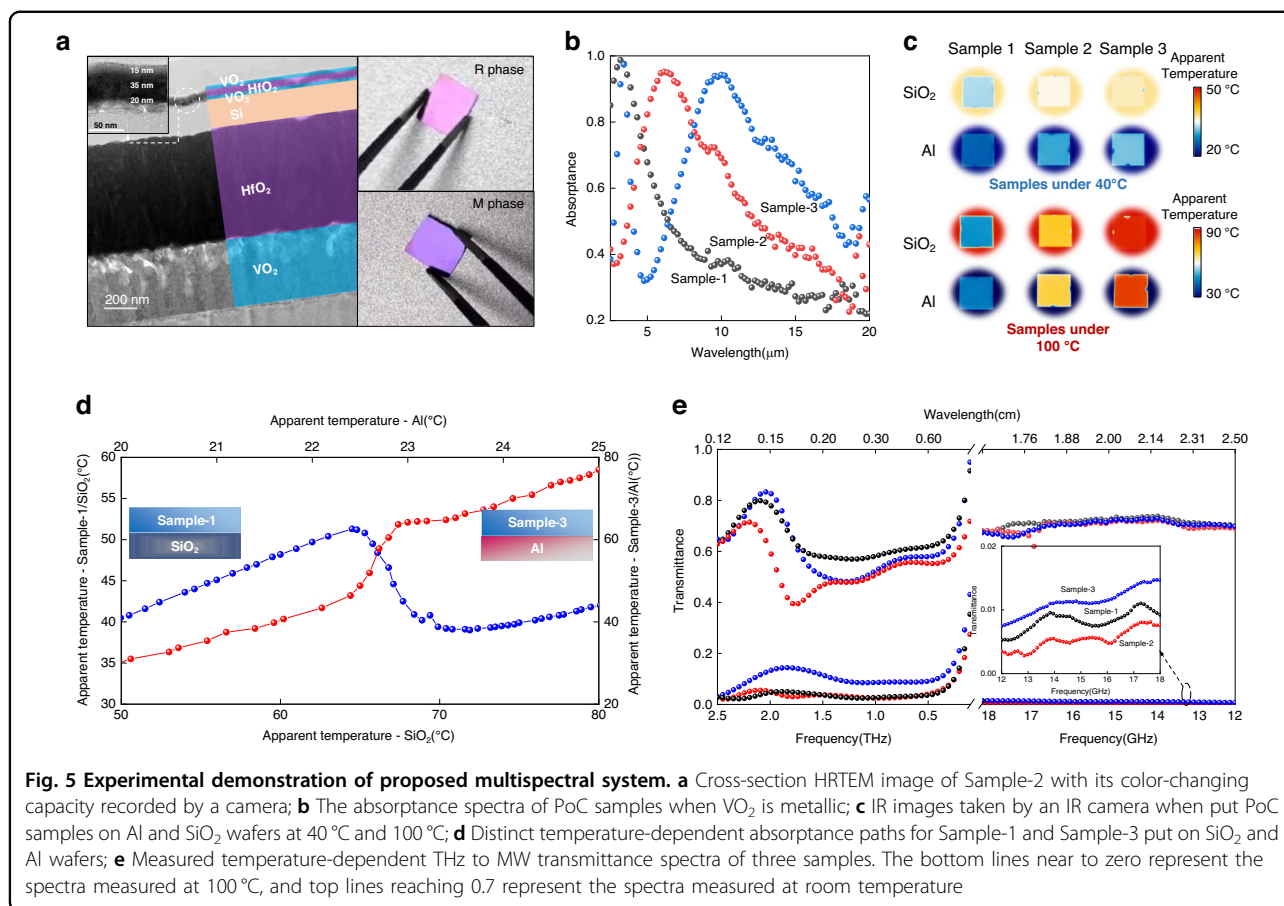 a
15 nm
35 nm
20 nm
50 nm
VO₂
HfO₂
VO₂
Si
HfO₂
VO₂
200 nm
R phase
M phase
b
1.0
0.8
0.6
0.4
0.2
Absorptance
5
10
15
20
Wavelength(μm)
Sample-3
Sample-2
Sample-1
c
Sample 1 Sample 2 Sample 3
Apparent
Temperature
SiO₂
50 °C
Al
20 °C
Samples under 40°C
Apparent
Temperature
SiO₂
90 °C
Al
30 °C
Samples under
100 °C
d
Apparent temperature - Al(°C)
20 21 22 23 24 25
60
55
50
45
40
35
30
Apparent temperature - Sample-1/SiO₂(°C)
Sample-1
SiO₂
Sample-3
Al
80
60
40
20
Apparent temperature - Sample-3/Al(°C))
50 60 70 80
Apparent temperature - SiO₂(°C)
e
Wavelength(cm)
0.12 0.15 0.20 0.30 0.60 1.76 1.88 2.00 2.14 2.31 2.50
1.0
0.8
0.6
0.4
0.2
0.0
Transmittance
0.02
0.01
0.00
Transmittance
Sample-3
Sample-1
Sample-2
12 13 14 15 16 17 18
Frequency(GHz)
2.5 2.0 1.5 1.0 0.5 18 17 16 15 14 13 12
Frequency(THz) Frequency(GHz)
Fig. 5 Experimental demonstration of proposed multispectral system. a Cross-section HRTEM image of Sample-2 with its color-changing
capacity recorded by a camera; b The absorptance spectra of PoC samples when VO₂ is metallic; c IR images taken by an IR camera when put PoC
samples on Al and SiO₂ wafers at 40 °C and 100 °C; d Distinct temperature-dependent absorptance paths for Sample-1 and Sample-3 put on SiO₂ and
Al wafers; e Measured temperature-dependent THz to MW transmittance spectra of three samples. The bottom lines near to zero represent the
spectra measured at 100 °C, and top lines reaching 0.7 represent the spectra measured at room temperature